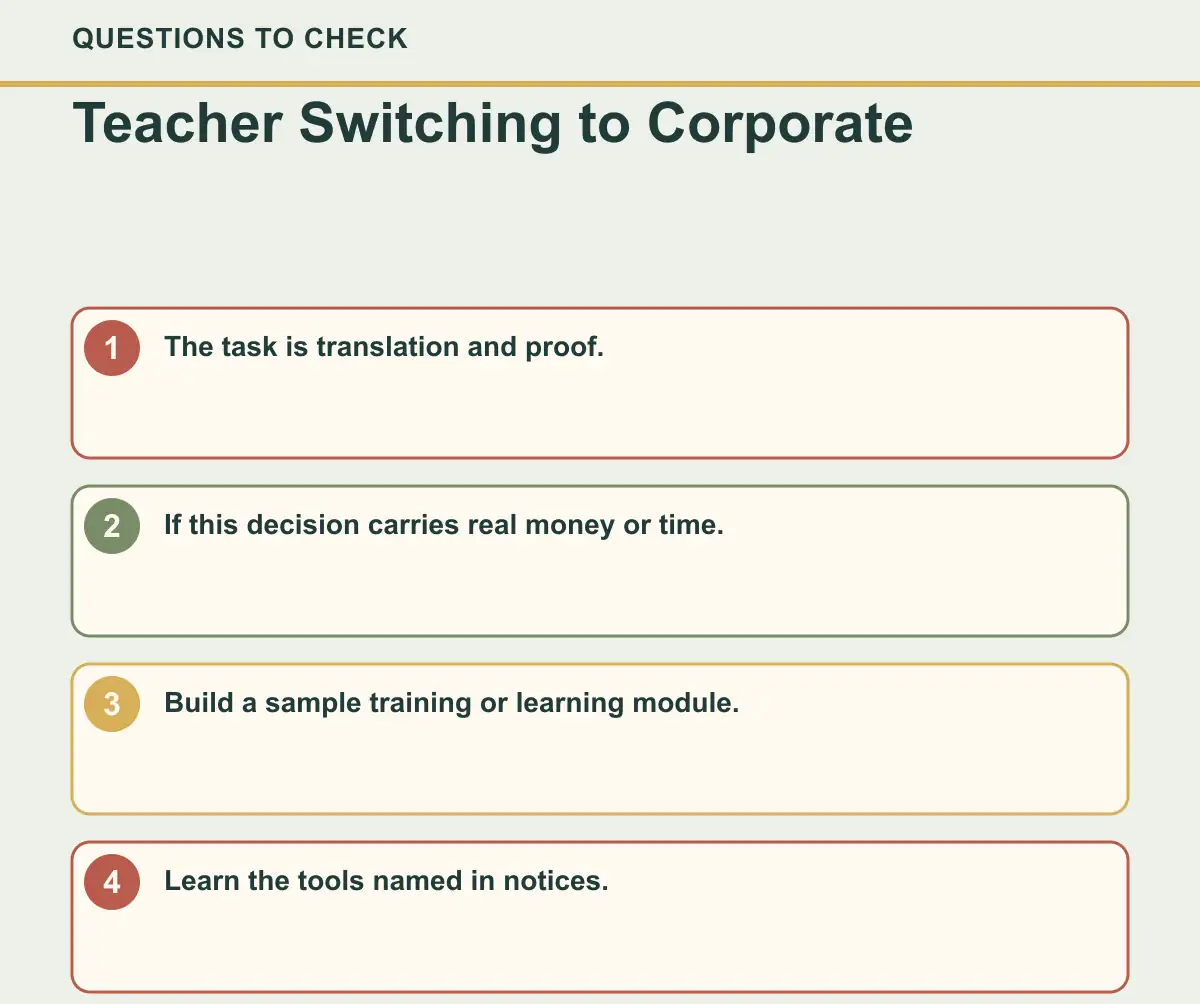 QUESTIONS TO CHECK
Teacher Switching to Corporate
1 The task is translation and proof.
2 If this decision carries real money or time.
3 Build a sample training or learning module.
4 Learn the tools named in notices.